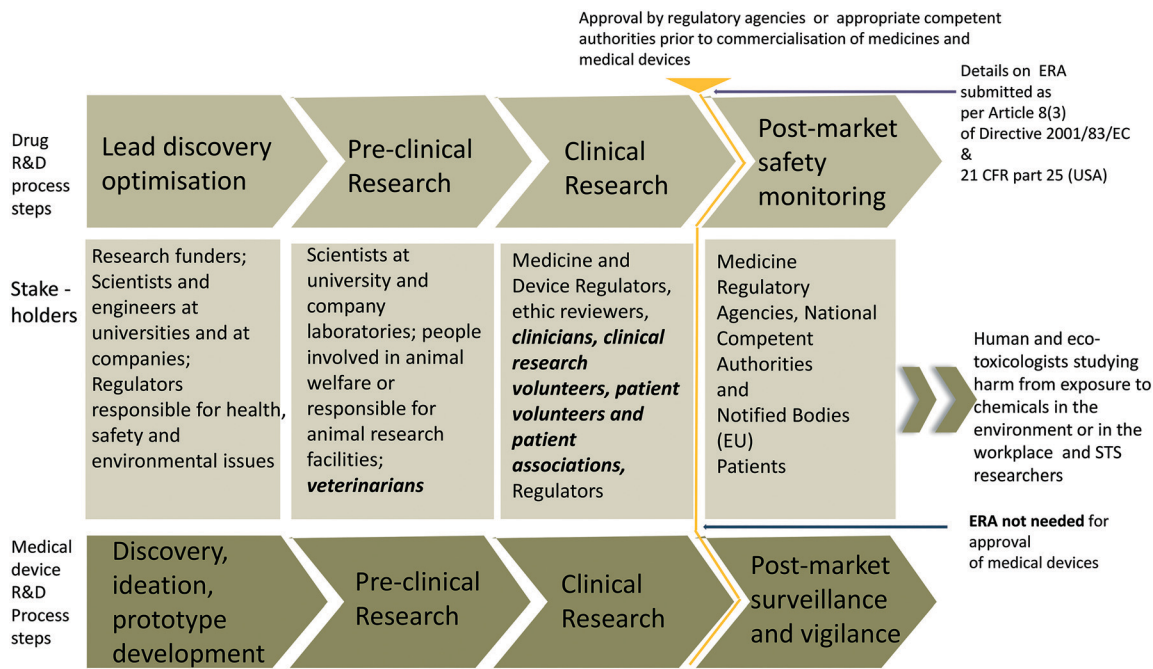 Approval by regulatory agencies or appropriate competent
authorities prior to commercialisation of medicines and
medical devices
Details on ERA
submitted as
per Article 8(3)
of Directive 2001/83/EC
&
21 CFR part 25 (USA)
Drug
R&D
process
steps
Lead discovery
optimisation
Pre-clinical
Research
Clinical
Research
Post-market
safety
monitoring
Stake -
holders
Research funders;
Scientists and
engineers at
universities and at
companies;
Regulators
responsible for health,
safety and
environmental issues
Scientists at
university and
company
laboratories; people
involved in animal
welfare or
responsible for
animal research
facilities;
veterinarians
Medicine and
Device Regulators,
ethic reviewers,
clinicians, clinical
research
volunteers, patient
volunteers and
patient
associations,
Regulators
Medicine
Regulatory
Agencies, National
Competent
Authorities
and
Notified Bodies
(EU)
Patients
Human and eco-
toxicologists studying
harm from exposure to
chemicals in the
environment or in the
workplace and STS
researchers
ERA not needed for
approval
of medical devices
Medical
device
R&D
Process
steps
Discovery,
ideation,
prototype
development
Pre-clinical
Research
Clinical
Research
Post-market
surveillance
and vigilance